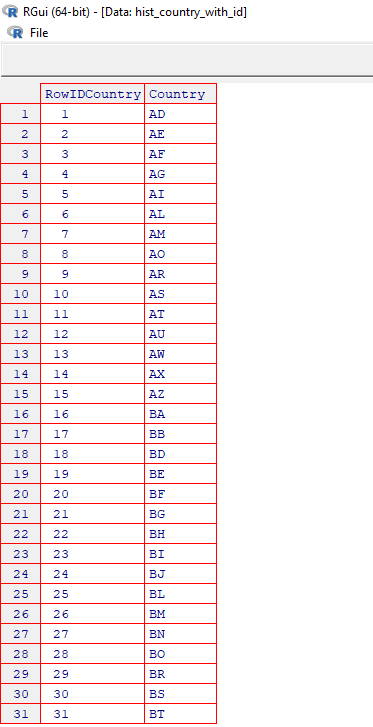 RGui (64-bit) - [Data: hist_country_with_id]
File
RowIDCountry Country
1 1 AD
2 2 AE
3 3 AF
4 4 AG
5 5 AI
6 6 AL
7 7 AM
8 8 AO
9 9 AR
10 10 AS
11 11 AT
12 12 AU
13 13 AW
14 14 AX
15 15 AZ
16 16 BA
17 17 BB
18 18 BD
19 19 BE
20 20 BF
21 21 BG
22 22 BH
23 23 BI
24 24 BJ
25 25 BL
26 26 BM
27 27 BN
28 28 BO
29 29 BR
30 30 BS
31 31 BT